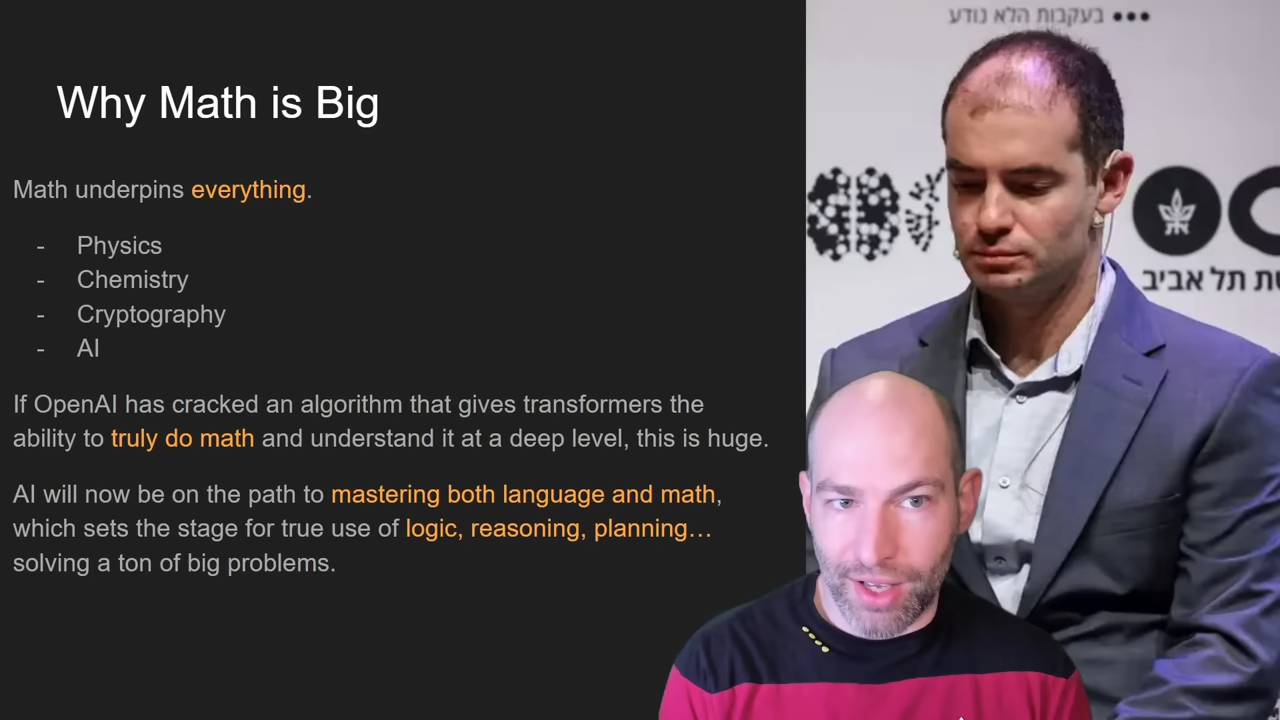 בעקבות הלא נודע
Why Math is Big
Math underpins everything.
- Physics
- Chemistry
- Cryptography
- AI
If OpenAI has cracked an algorithm that gives transformers the
ability to truly do math and understand it at a deep level, this is huge.
AI will now be on the path to mastering both language and math,
which sets the stage for true use of logic, reasoning, planning…
solving a ton of big problems.
תל אביב